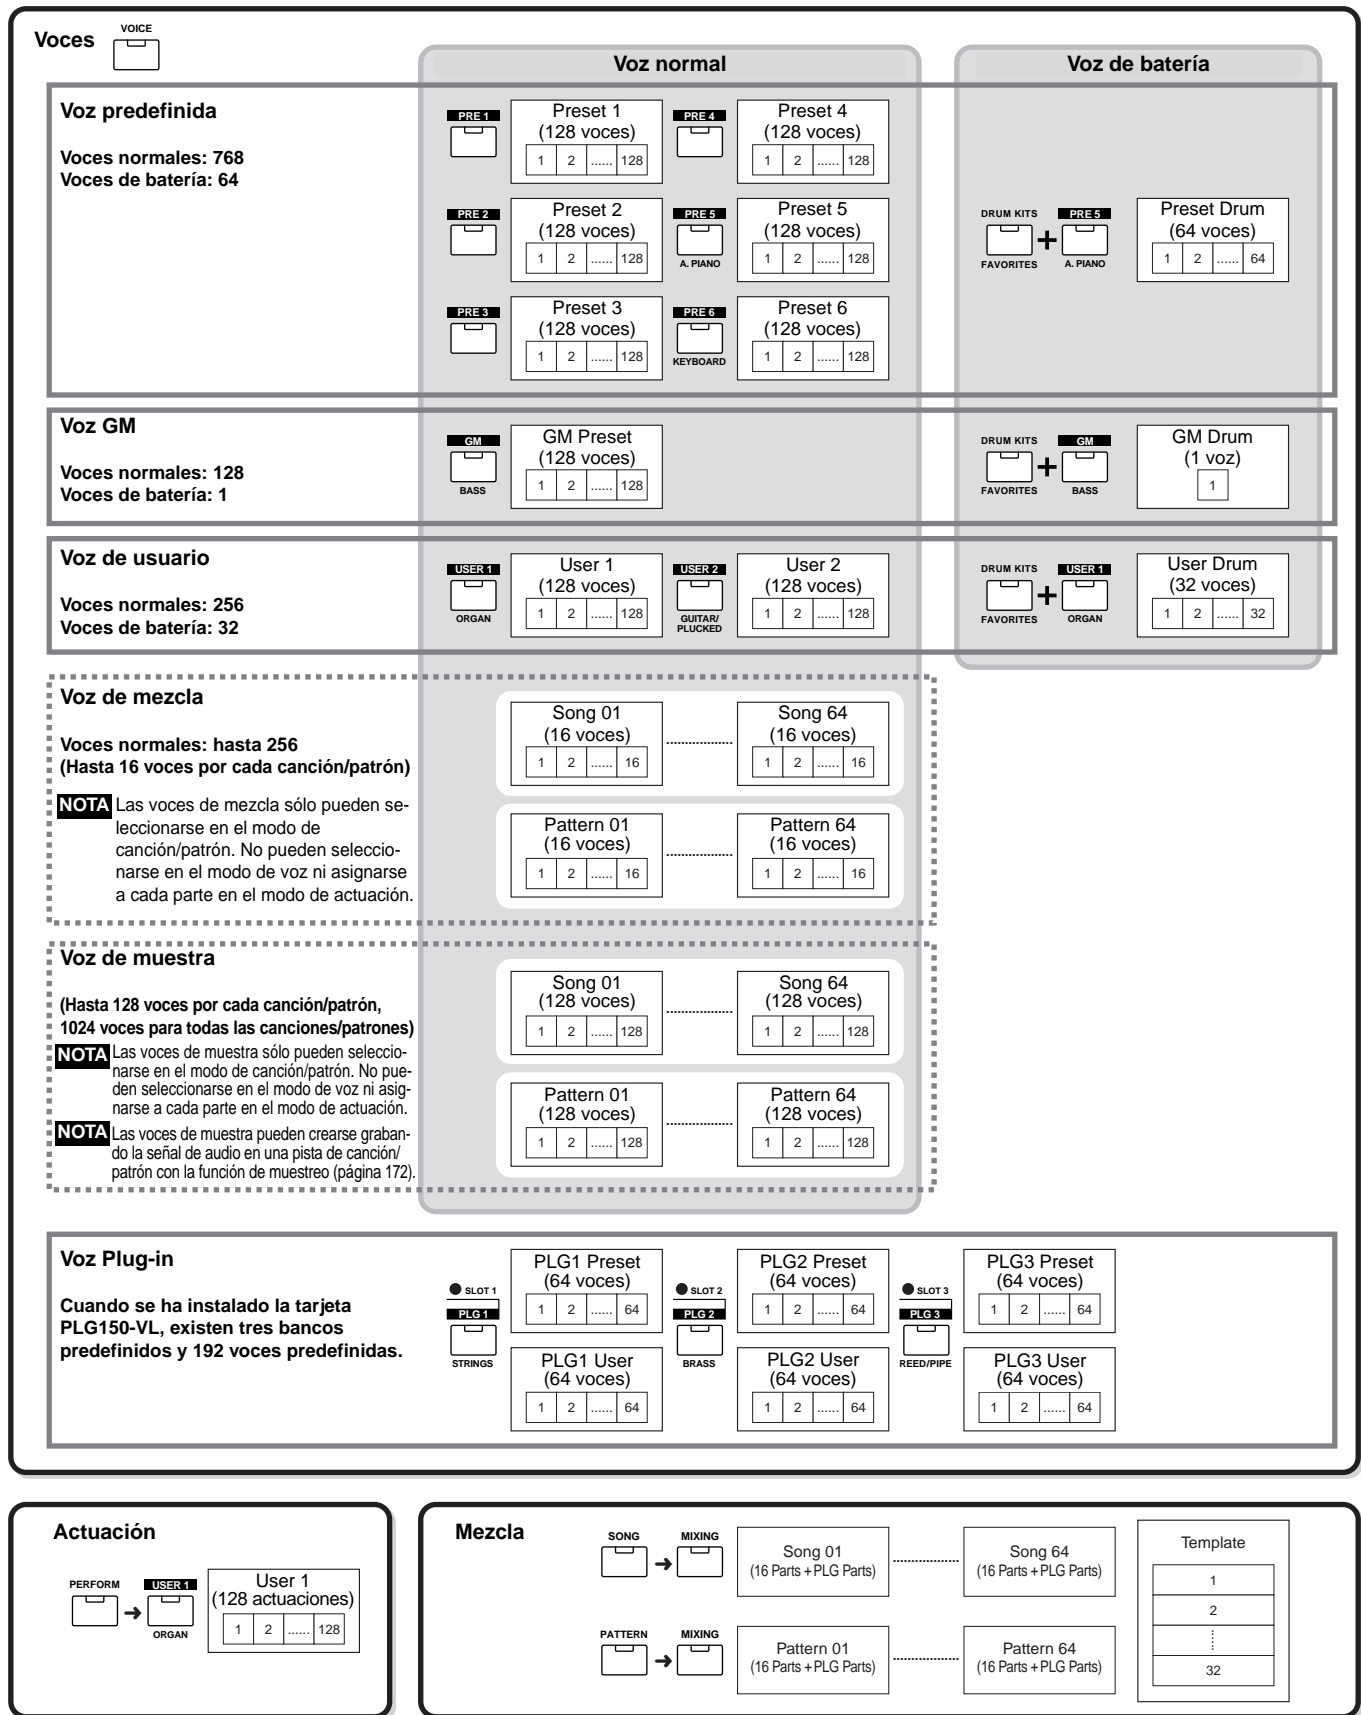 Voces
VOICE
Voz normal
Voz de batería
Voz predefinida
Voces normales: 768
Voces de batería: 64
PRE 1
Preset 1
(128 voces)
1 2 ...... 128
PRE 4
Preset 4
(128 voces)
1 2 ...... 128
PRE 2
Preset 2
(128 voces)
1 2 ...... 128
PRE 5
A. PIANO
Preset 5
(128 voces)
1 2 ...... 128
DRUM KITS
FAVORITES
+
PRE 5
A. PIANO
Preset Drum
(64 voces)
1 2 ...... 64
PRE 3
Preset 3
(128 voces)
1 2 ...... 128
PRE 6
KEYBOARD
Preset 6
(128 voces)
1 2 ...... 128
Voz GM
Voces normales: 128
Voces de batería: 1
GM
BASS
GM Preset
(128 voces)
1 2 ...... 128
DRUM KITS
FAVORITES
+
GM
BASS
GM Drum
(1 voz)
1
Voz de usuario
Voces normales: 256
Voces de batería: 32
USER 1
ORGAN
User 1
(128 voces)
1 2 ...... 128
USER 2
GUITAR/
PLUCKED
User 2
(128 voces)
1 2 ...... 128
DRUM KITS
FAVORITES
+
USER 1
ORGAN
User Drum
(32 voces)
1 2 ...... 32
Voz de mezcla
Voces normales: hasta 256
(Hasta 16 voces por cada canción/patrón)
NOTA Las voces de mezcla sólo pueden se-
leccionarse en el modo de
canción/patrón. No pueden seleccio-
narse en el modo de voz ni asignarse
a cada parte en el modo de actuación.
Song 01
(16 voces)
1 2 ...... 16
Song 64
(16 voces)
1 2 ...... 16
Pattern 01
(16 voces)
1 2 ...... 16
Pattern 64
(16 voces)
1 2 ...... 16
Voz de muestra
(Hasta 128 voces por cada canción/patrón,
1024 voces para todas las canciones/patrones)
NOTA Las voces de muestra sólo pueden seleccio-
narse en el modo de canción/patrón. No pue-
den seleccionarse en el modo de voz ni asig-
narse a cada parte en el modo de actuación.
NOTA Las voces de muestra pueden crearse graban-
do la señal de audio en una pista de canción/
patrón con la función de muestreo (página 172).
Song 01
(128 voces)
1 2 ...... 128
Song 64
(128 voces)
1 2 ...... 128
Pattern 01
(128 voces)
1 2 ...... 128
Pattern 64
(128 voces)
1 2 ...... 128
Voz Plug-in
Cuando se ha instalado la tarjeta
PLG150-VL, existen tres bancos
predefinidos y 192 voces predefinidas.
SLOT 1
PLG 1
STRINGS
PLG1 Preset
(64 voces)
1 2 ...... 64
PLG1 User
(64 voces)
1 2 ...... 64
SLOT 2
PLG 2
BRASS
PLG2 Preset
(64 voces)
1 2 ...... 64
PLG2 User
(64 voces)
1 2 ...... 64
SLOT 3
PLG 3
REED/PIPE
PLG3 Preset
(64 voces)
1 2 ...... 64
PLG3 User
(64 voces)
1 2 ...... 64
Actuación
PERFORM
USER 1
ORGAN
User 1
(128 actuaciones)
1 2 ...... 128
Mezcla
SONG
MIXING
Song 01
(16 Parts + PLG Parts)
Song 64
(16 Parts + PLG Parts)
PATTERN
MIXING
Pattern 01
(16 Parts + PLG Parts)
Pattern 64
(16 Parts + PLG Parts)
Template
1
2
32